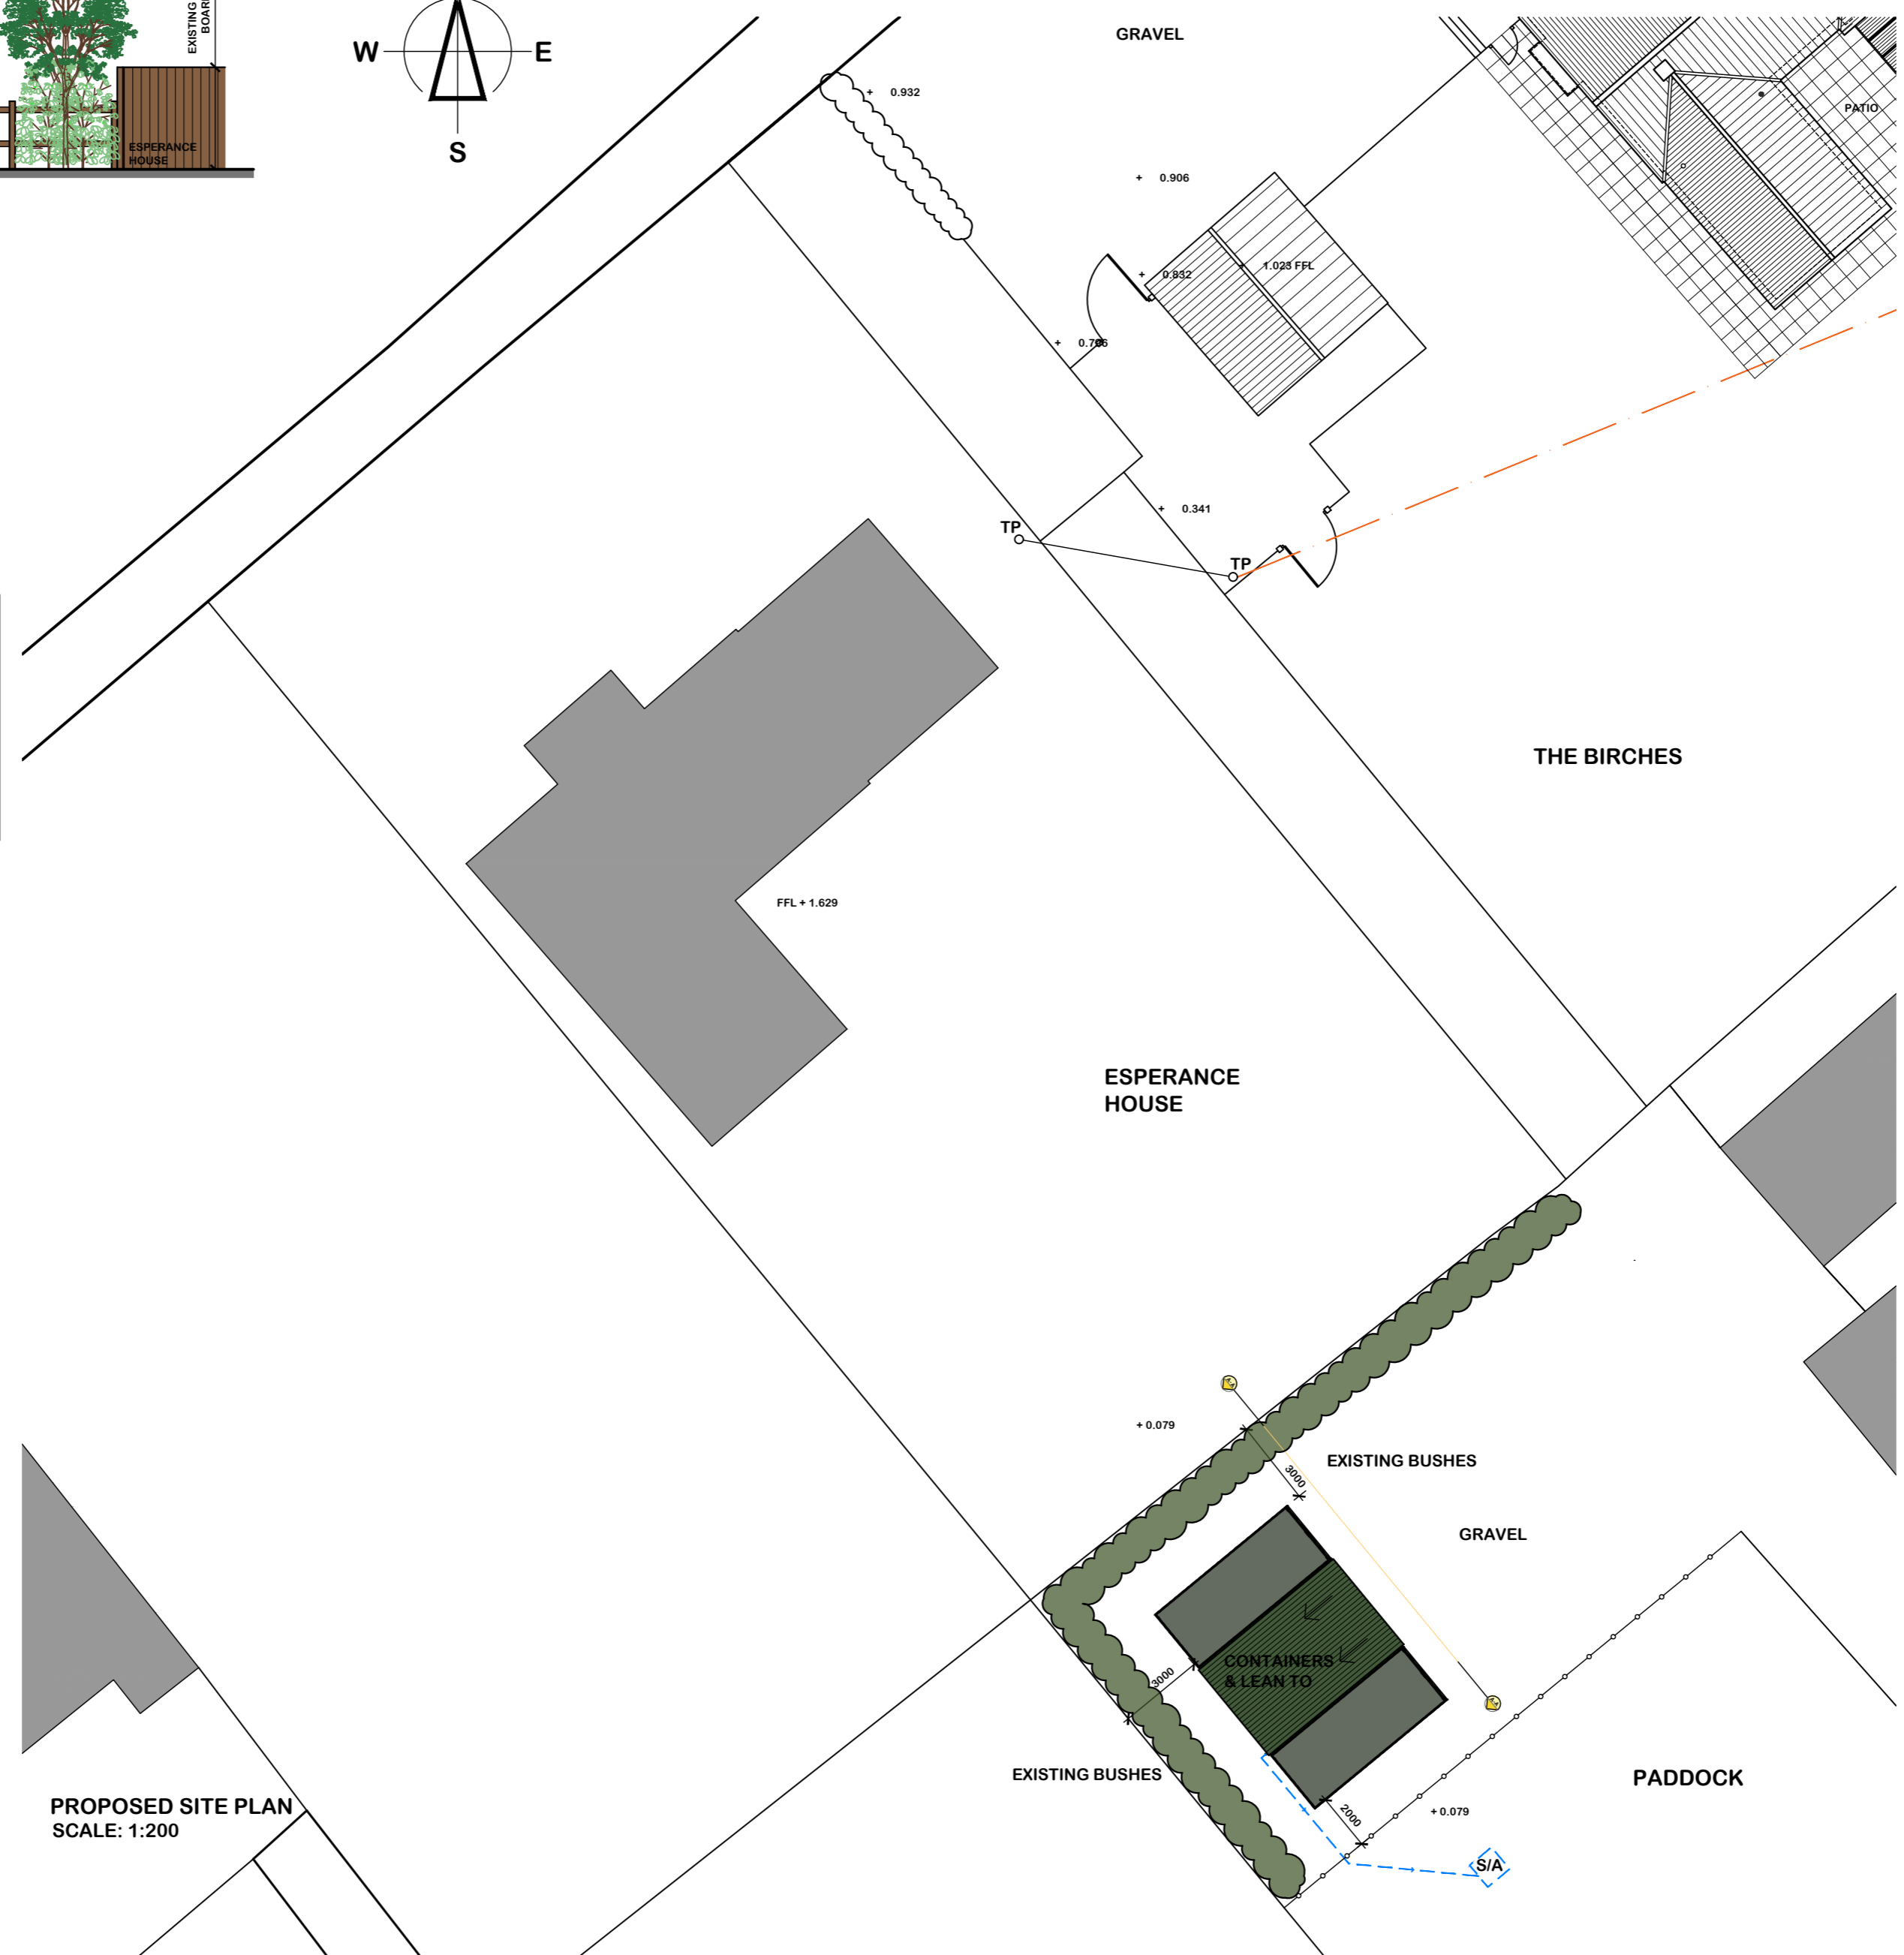 EXISTING
BOAR
ESPERANCE
HOUSE
W
E
S
GRAVEL
+ 0.932
+ 0.906
PATIO
+ 0.832
+ 1.023 FFL
+ 0.341
TP
TP
THE BIRCHES
FFL + 1.629
ESPERANCE
HOUSE
+ 0.079
EXISTING BUSHES
3000
GRAVEL
CONTAINERS
& LEAN TO
3000
EXISTING BUSHES
2000
PADDOCK
+ 0.079
S/A
PROPOSED SITE PLAN
SCALE: 1:200